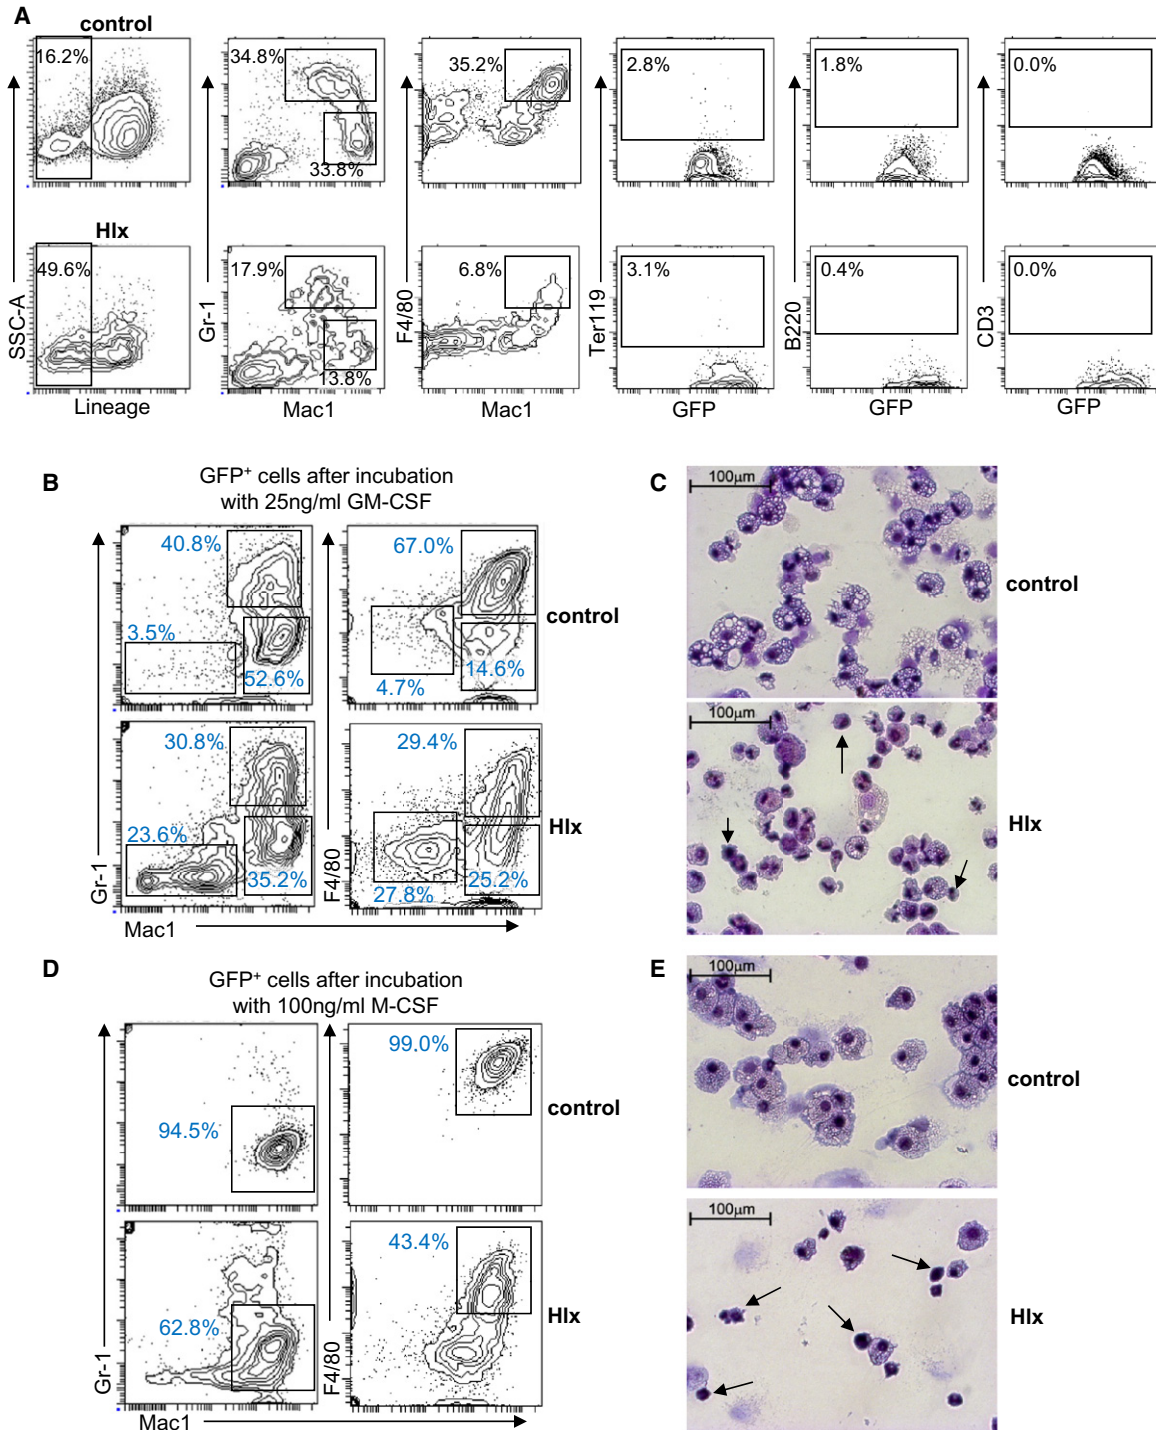 A
control
16.2%
34.8%
33.8%
35.2%
2.8%
1.8%
0.0%
Hlx
49.6%
17.9%
13.8%
6.8%
3.1%
0.4%
0.0%
SSC-A
Gr-1
F4/80
Ter119
B220
CD3
Lineage
Mac1
Mac1
GFP
GFP
GFP
B
GFP+ cells after incubation
with 25ng/ml GM-CSF
40.8%
3.5%
52.6%
67.0%
4.7%
14.6%
control
30.8%
23.6%
35.2%
29.4%
27.8%
25.2%
Hlx
Gr-1
F4/80
Mac1
C
100μm
control
100μm
Hlx
D
GFP+ cells after incubation
with 100ng/ml M-CSF
94.5%
99.0%
control
62.8%
43.4%
Hlx
Gr-1
F4/80
Mac1
E
100μm
control
100μm
Hlx